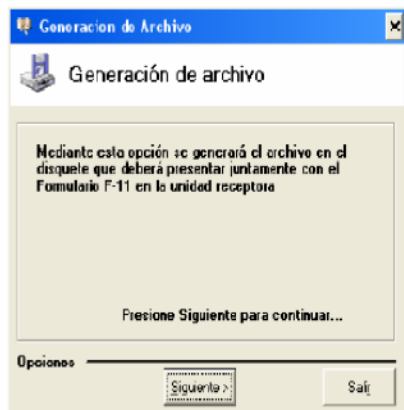 Generacion de Archivo
Generación de archivo
Mediante esta opción se generará el archivo en el
disquete que deberá presentar juntamente con el
Formulario F-11 en la unidad receptora
Presione Siguiente para continuar...
Opciones
Siguiente >
Salir